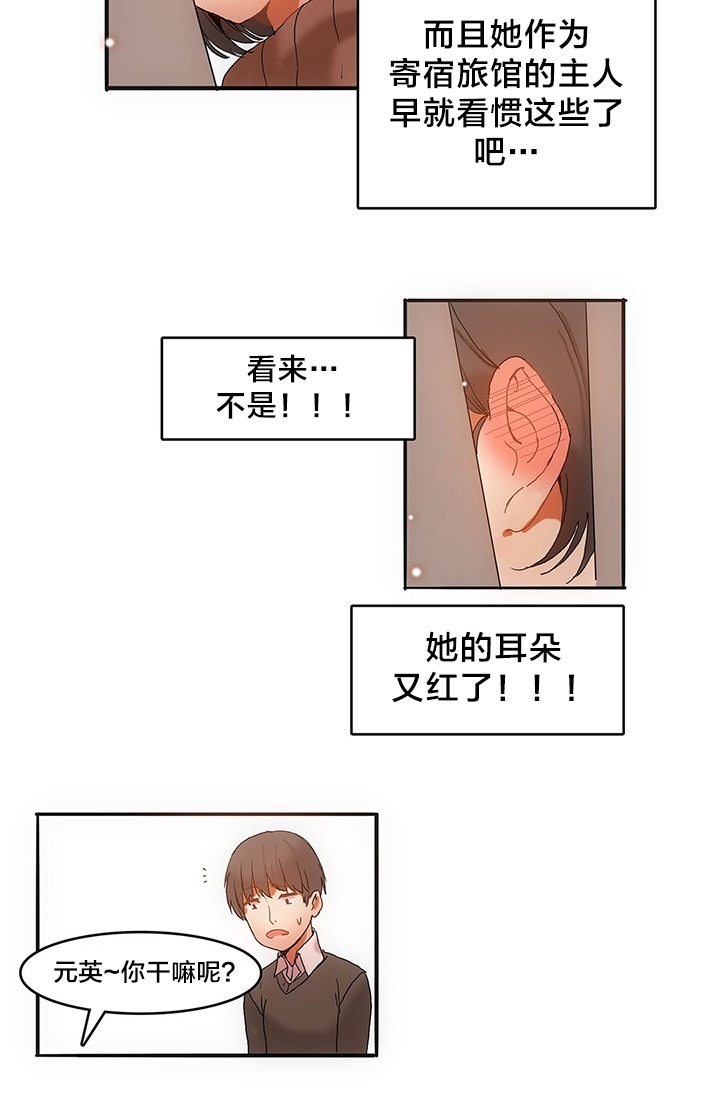 而且她作为
寄宿旅馆的主人
早就看惯这些了
吧…
看来…
不是！！！
她的耳朵
又红了！！！
元英~你干嘛呢?